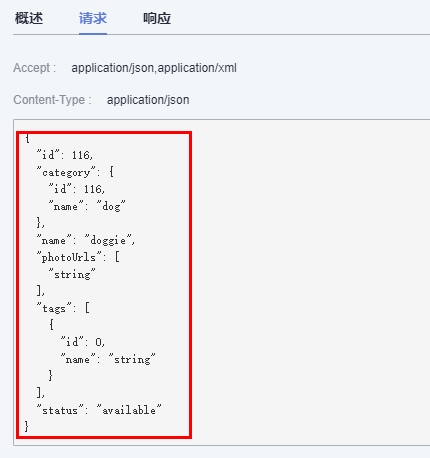 概述 请求 响应
Accept : application/json,application/xml
Content-Type : application/json
{
  "id": 116,
  "category": {
    "id": 116,
    "name": "dog"
  },
  "name": "doggie",
  "photoUrls": [
    "string"
  ],
  "tags": [
    {
      "id": 0,
      "name": "string"
    }
  ],
  "status": "available"
}